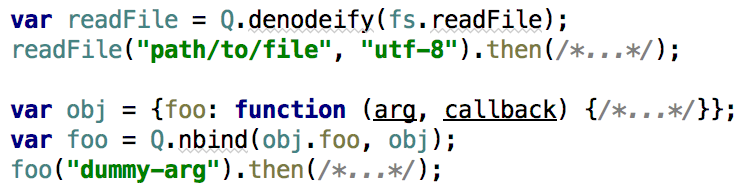 var readFile = Q.denodeify(fs.readFile);
readFile("path/to/file", "utf-8").then(/*...*/);
var obj = {foo: function (arg, callback) {/*...*/}};
var foo = Q.nbind(obj.foo, obj);
foo("dummy-arg").then(/*...*/);